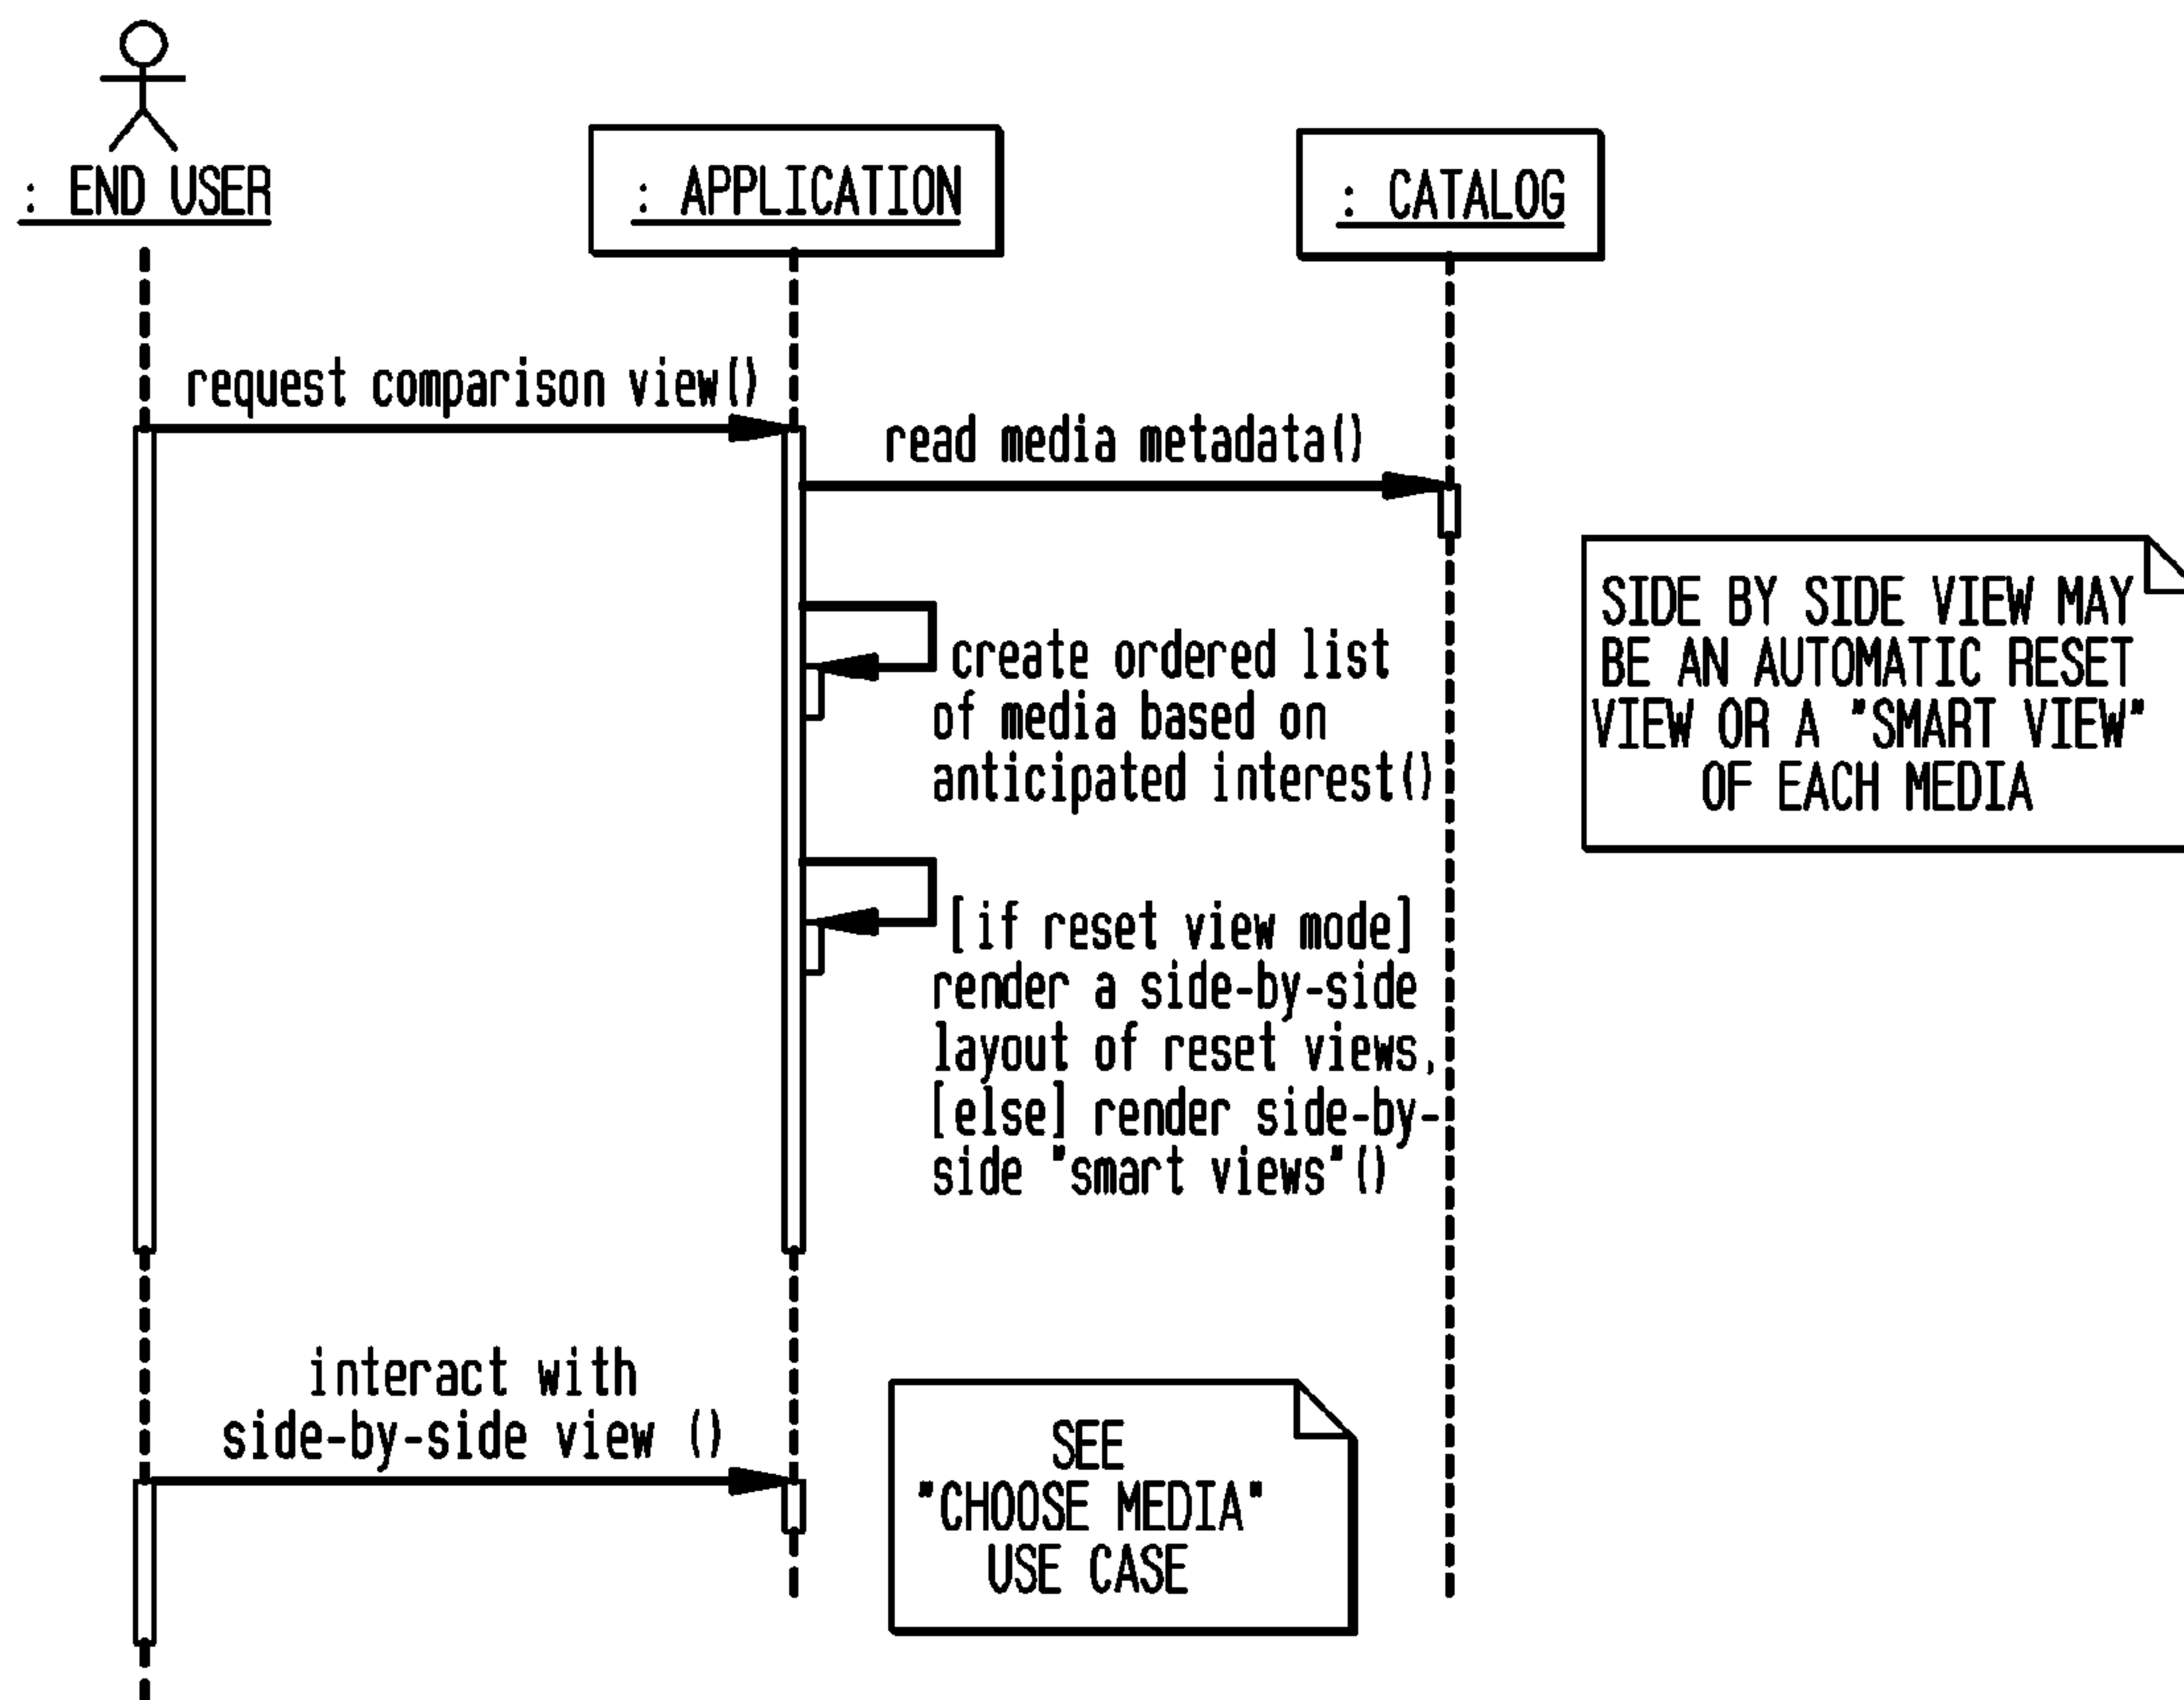 : END USER
: APPLICATION
: CATALOG
request comparison view()
read media metadata()
SIDE BY SIDE VIEW MAY
BE AN AUTOMATIC RESET
VIEW OR A "SMART VIEW"
OF EACH MEDIA
create ordered list
of media based on
anticipated interest()
[if reset view mode]
render a side-by-side
layout of reset views,
[else] render side-by-
side "smart views"()
interact with
side-by-side view ()
SEE
"CHOOSE MEDIA"
USE CASE